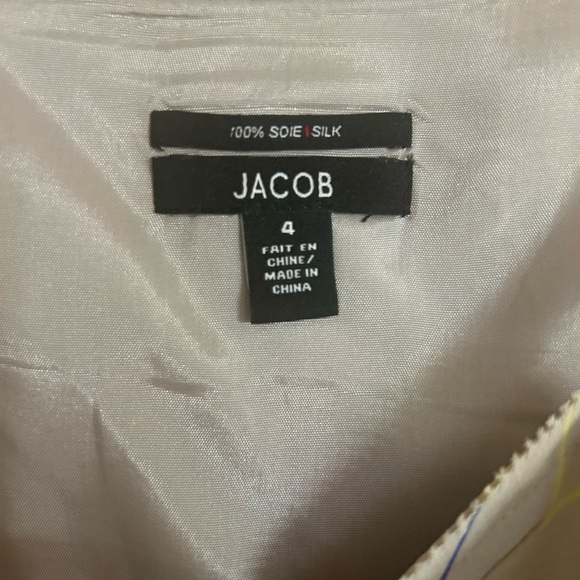 100% SOIE | SILK
JACOB
4
FAIT EN
CHINE/
MADE IN
CHINA